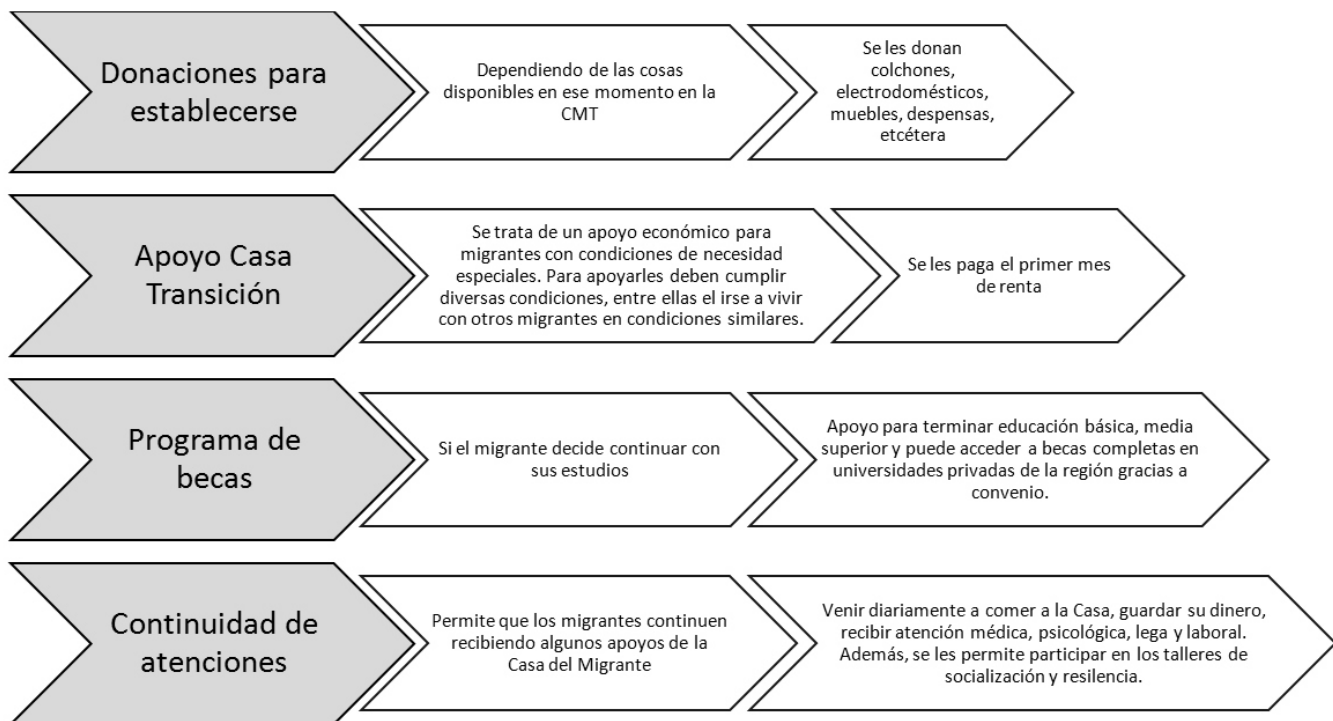 Donaciones para
establecerse
Dependiendo de las cosas
disponibles en ese momento en la
CMT
Se les donan
colchones,
electrodomésticos,
muebles, despensas,
etcétera
Apoyo Casa
Transición
Se trata de un apoyo económico para
migrantes con condiciones de necesidad
especiales. Para apoyarles deben cumplir
diversas condiciones, entre ellas el irse a vivir
con otros migrantes en condiciones similares.
Se les paga el primer mes
de renta
Programa de
becas
Si el migrante decide continuar con
sus estudios
Apoyo para terminar educación básica, media
superior y puede acceder a becas completas en
universidades privadas de la región gracias a
convenio.
Continuidad de
atenciones
Permite que los migrantes continuen
recibiendo algunos apoyos de la
Casa del Migrante
Venir diariamente a comer a la Casa, guardar su dinero,
recibir atención médica, psicológica, lega y laboral.
Además, se les permite participar en los talleres de
socialización y resilencia.